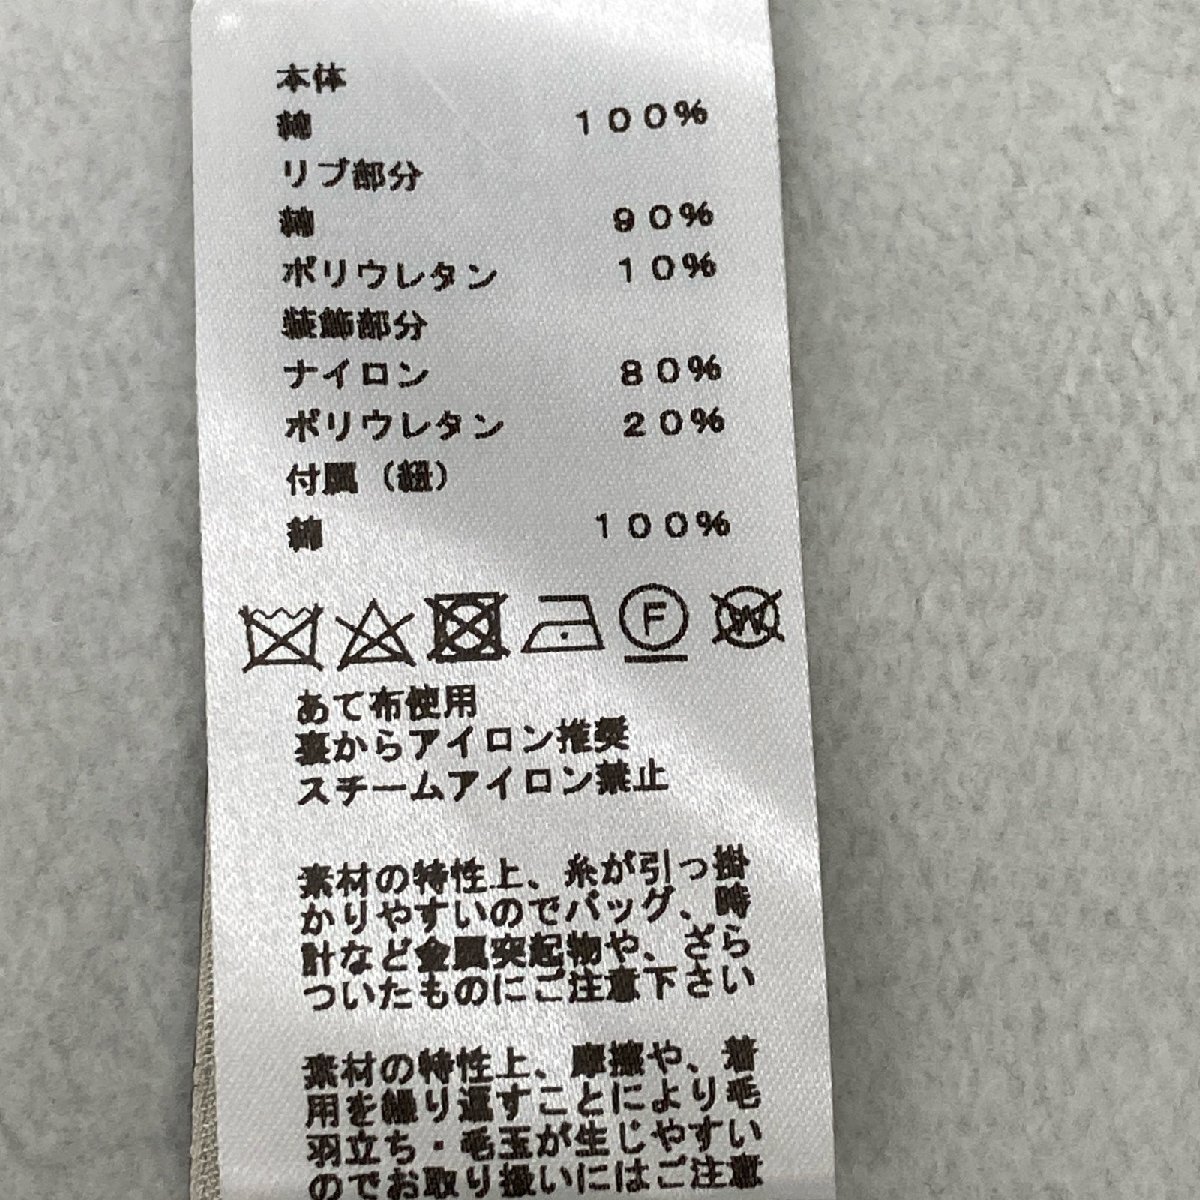 本体
綿 100%
リブ部分
綿 90%
ポリウレタン 10%
装飾部分
ナイロン 80%
ポリウレタン 20%
付属（紐）
綿 100%
F W
あて布使用
裏からアイロン推奨
スチームアイロン禁止
素材の特性上、糸が引っ掛
かりやすいのでバッグ、時
計など金属突起物や、ざら
ついたものにご注意下さい
素材の特性上、摩擦や、着
用を繰り返すことにより毛
羽立ち・毛玉が生じやすい
のでお取り扱いにはご注意